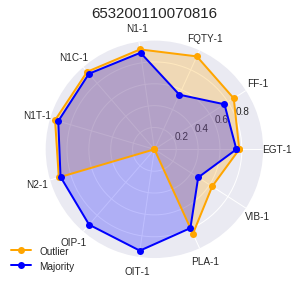 653200110070816
N1-1
FQTY-1
N1C-1
FF-1
N1T-1
0.2
0.4
0.6
0.8
EGT-1
N2-1
VIB-1
OIP-1
PLA-1
OIT-1
Outlier
Majority